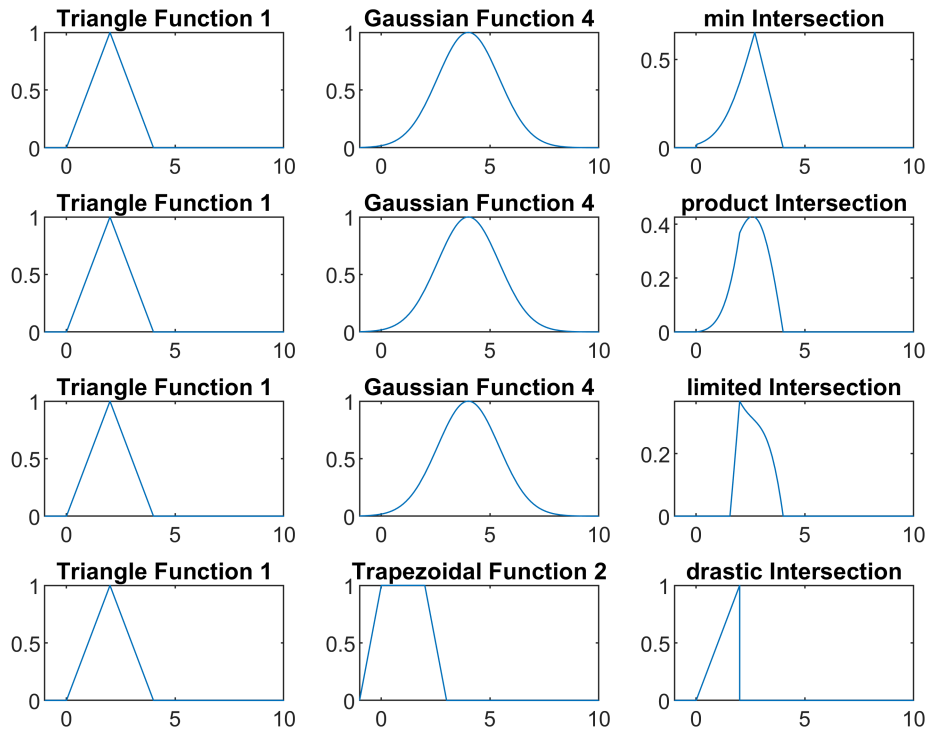 Triangle Function 1 Gaussian Function 4 min Intersection
1 1
0.5 0.5 0.5
0 0 0
0 5 10 0 5 10 0 5 10
Triangle Function 1 Gaussian Function 4 product Intersection
1 1 0.4
0.5 0.5 0.2
0 0 0
0 5 10 0 5 10 0 5 10
Triangle Function 1 Gaussian Function 4 limited Intersection
1 1
0.5 0.5 0.2
0 0 0
0 5 10 0 5 10 0 5 10
Triangle Function 1 Trapezoidal Function 2 drastic Intersection
1 1 1
0.5 0.5 0.5
0 0 0
0 5 10 0 5 10 0 5 10